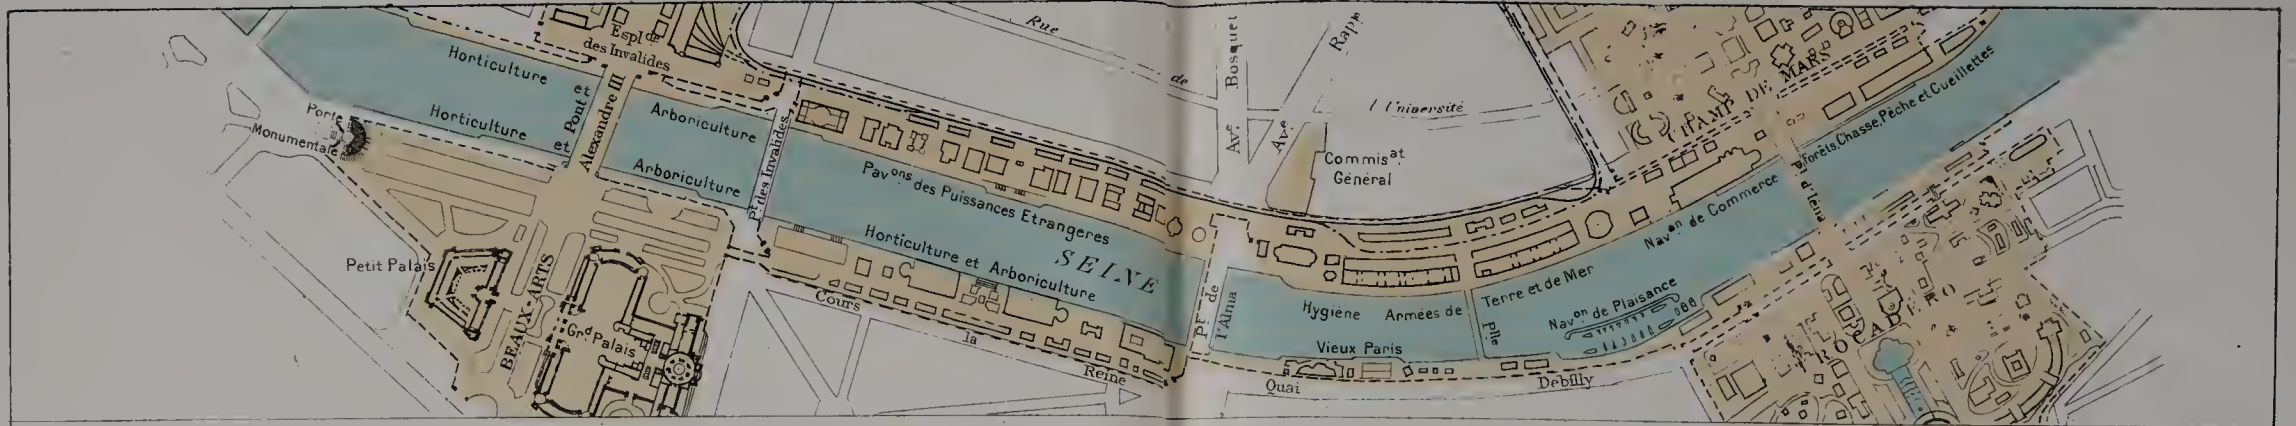 Espl.de
des Invalides
Horticulture et
Pont
Alexandre III
Horticulture et
Arboriculture
Arboriculture
Porte
Monumentale
Pt. des Invalides
Petit Palais
BEAUX-ARTS
Grd. Palais
Pavons des Puissances Etrangeres
Horticulture et Arboriculture
SEINE
Cours
la
Reine
Rue
de
l'Université
Ave. Bosquet
Ave. Rapp
Commisat.
Général
Pt. de
l'Alma
Hygiène
Armées de
Terre et de Mer
Plle
Vieux Paris
Quai
Debilly
Navon de Plaisance
Navon de Commerce
CHAMP DE MARS
Forêts, Chasse, Pêche et Cueillettes
Pt. d'Iéna
TROCADERO